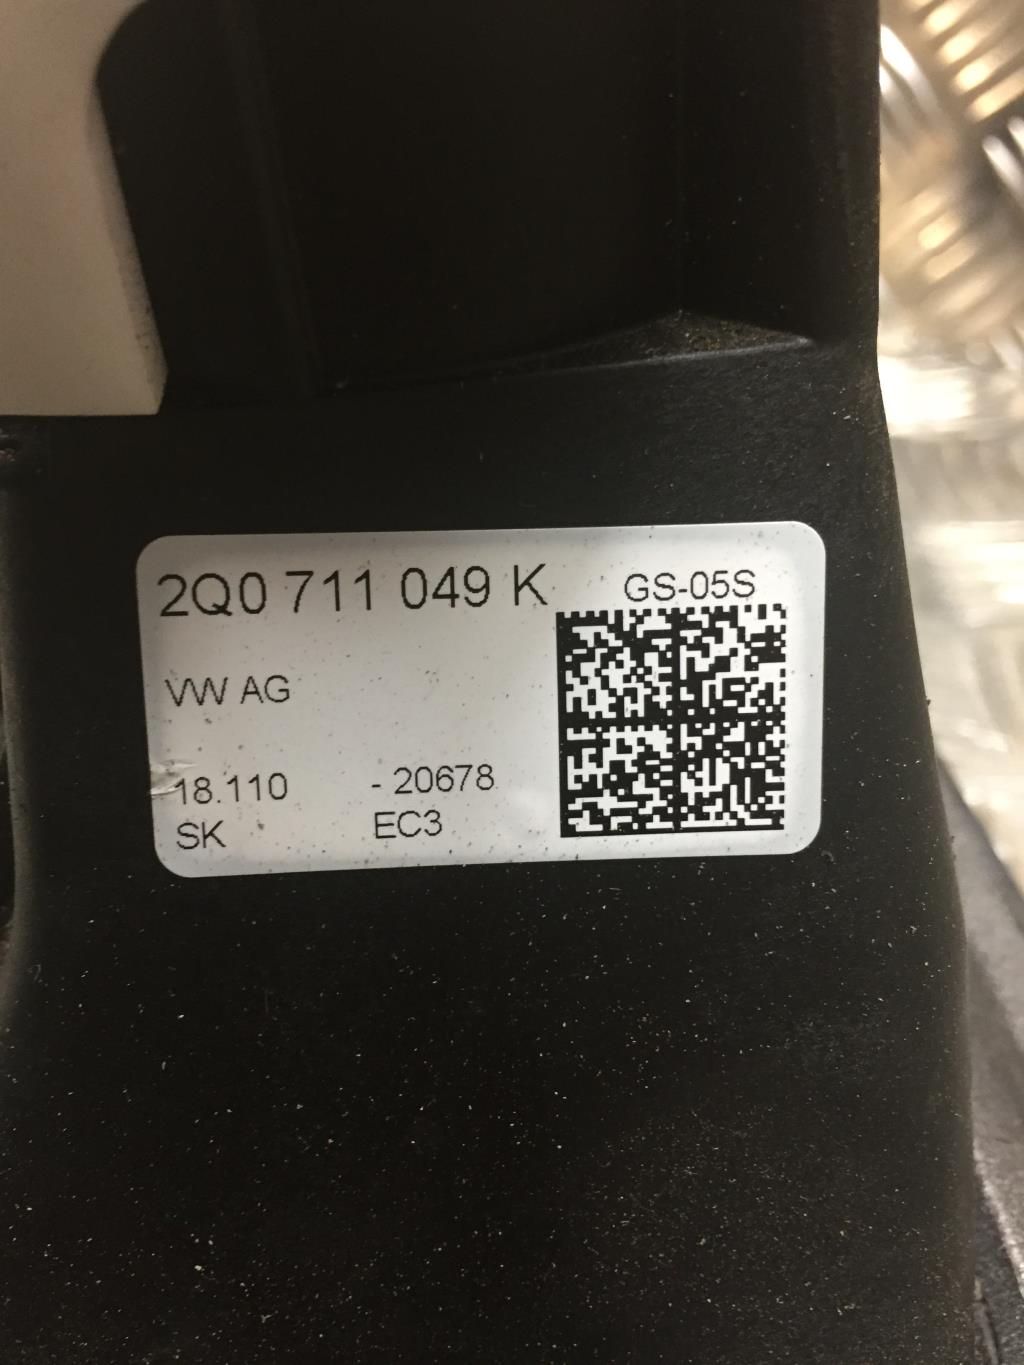 2Q0 711 049 K
GS-05S
VW AG
18.110 - 20678
SK EC3